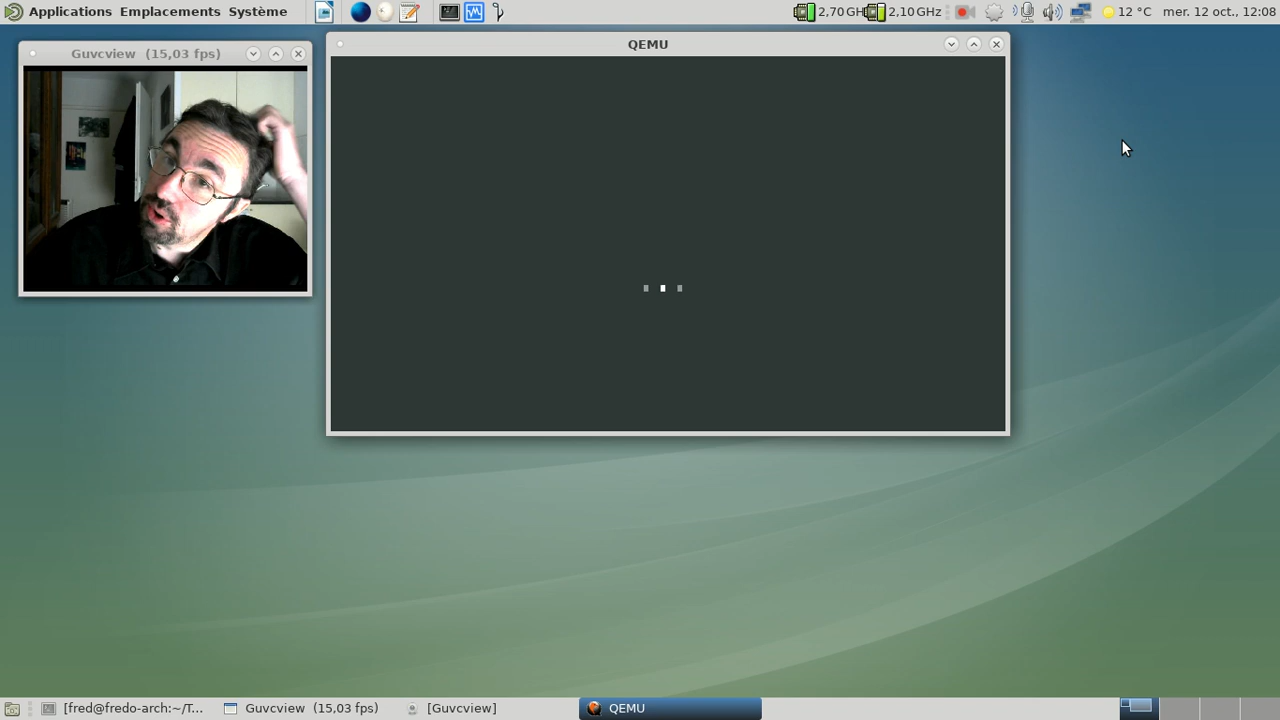 Applications Emplacements Système
2,70 GH 2,10 GHz 12 °C mer. 12 oct., 12:08
Guvcview (15,03 fps)
QEMU
[fred@fredo-arch:~/T... Guvcview (15,03 fps) [Guvcview] QEMU